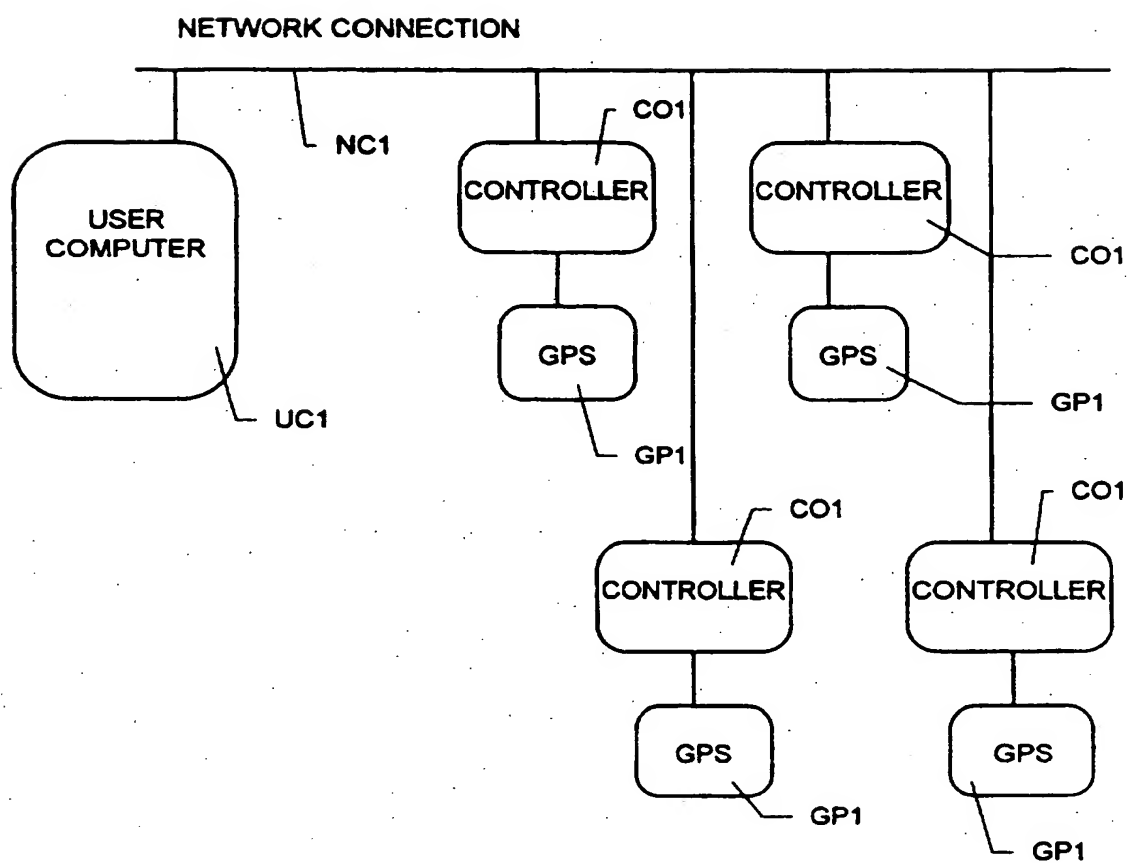 NETWORK CONNECTION
NC1
CO1
USER
COMPUTER
CONTROLLER
CONTROLLER
CO1
GPS
GPS
UC1
GP1
GP1
CO1
CO1
CONTROLLER
CONTROLLER
GPS
GPS
GP1
GP1